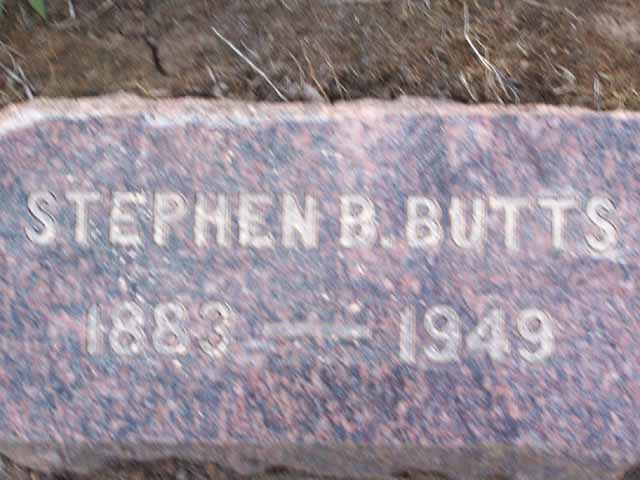 STEPHEN B. BUTTS
1883 — 1949